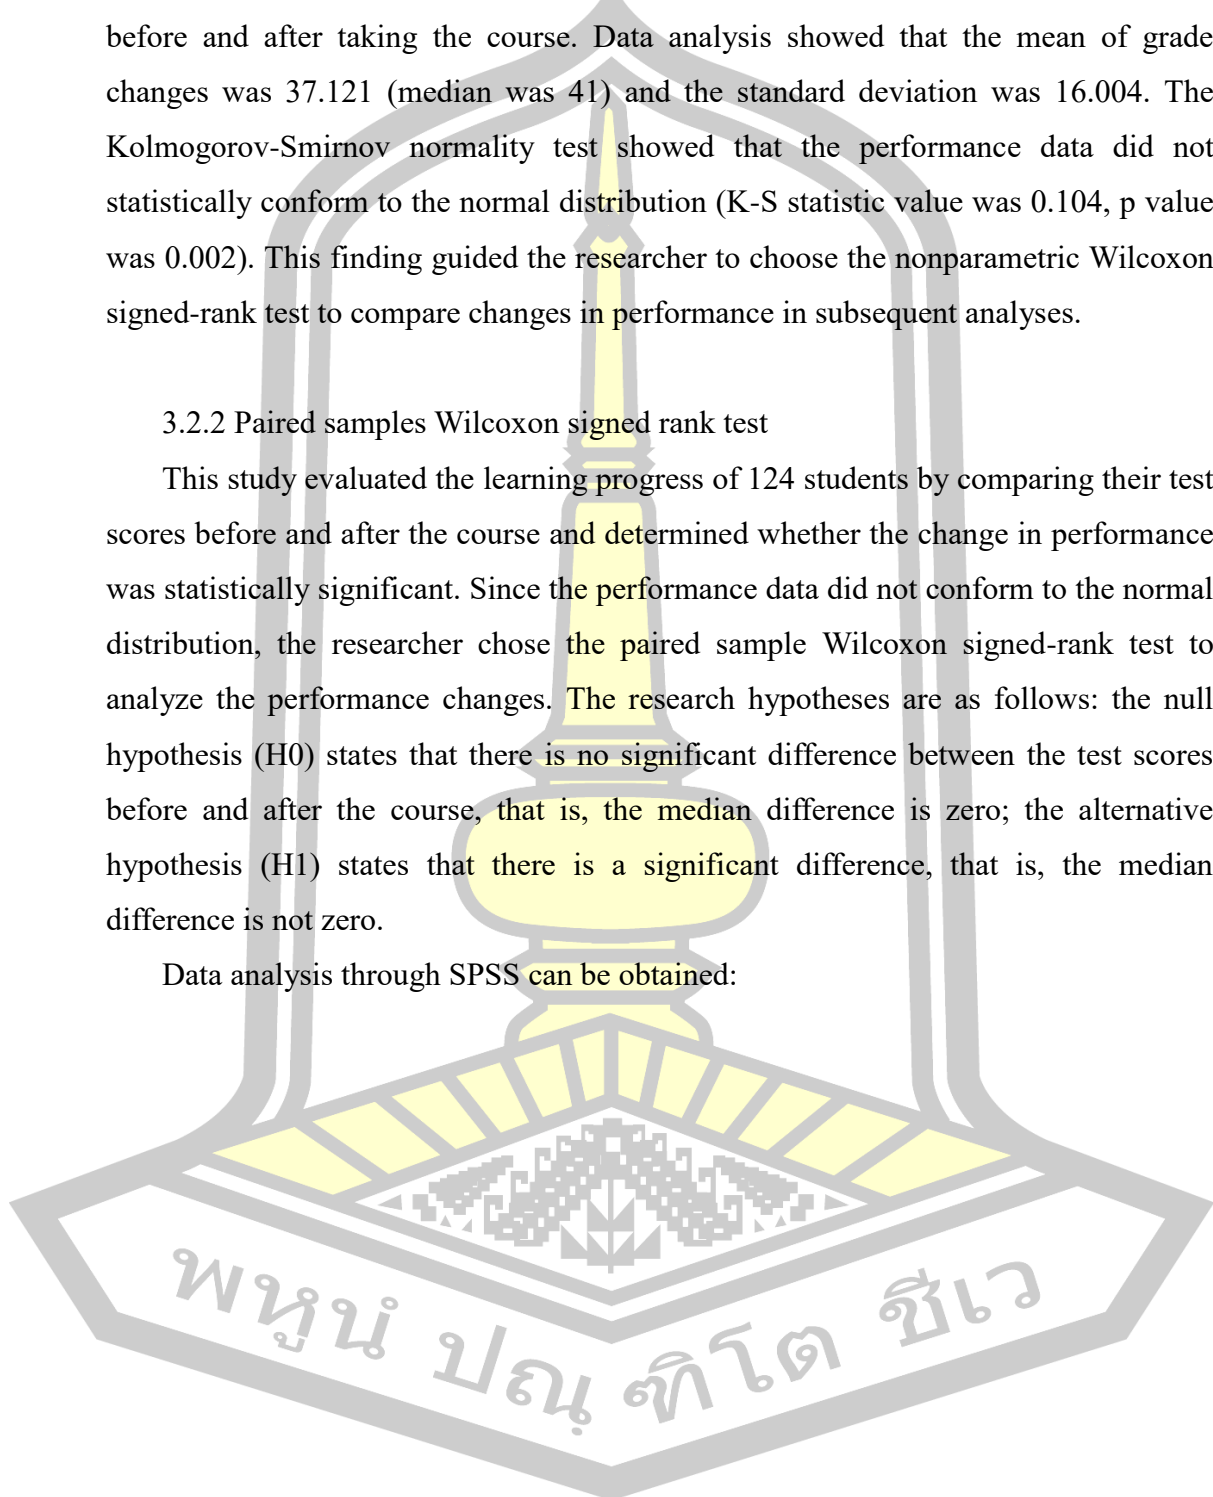 before and after taking the course. Data analysis showed that the mean of grade
changes was 37.121 (median was 41) and the standard deviation was 16.004. The
Kolmogorov-Smirnov normality test showed that the performance data did not
statistically conform to the normal distribution (K-S statistic value was 0.104, p value
was 0.002). This finding guided the researcher to choose the nonparametric Wilcoxon
signed-rank test to compare changes in performance in subsequent analyses.
3.2.2 Paired samples Wilcoxon signed rank test
This study evaluated the learning progress of 124 students by comparing their test
scores before and after the course and determined whether the change in performance
was statistically significant. Since the performance data did not conform to the normal
distribution, the researcher chose the paired sample Wilcoxon signed-rank test to
analyze the performance changes. The research hypotheses are as follows: the null
hypothesis (H0) states that there is no significant difference between the test scores
before and after the course, that is, the median difference is zero; the alternative
hypothesis (H1) states that there is a significant difference, that is, the median
difference is not zero.
Data analysis through SPSS can be obtained:
พหูนํ ปณฺฑิโต ชีเว